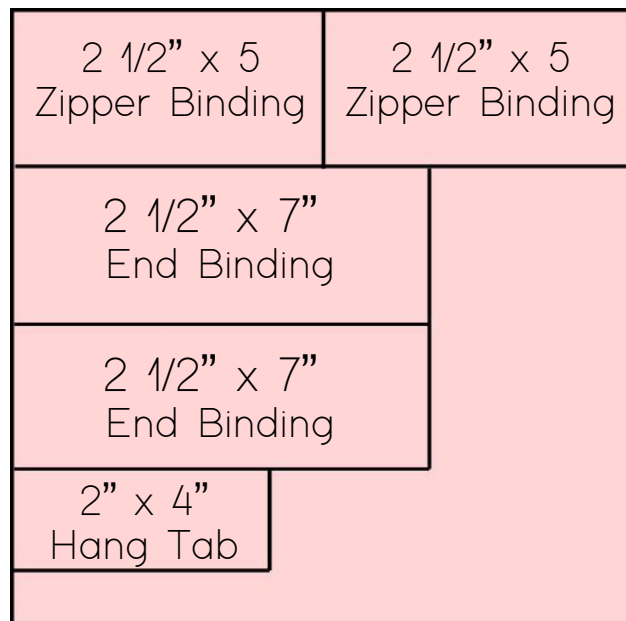 2 1/2” x 5
Zipper Binding
2 1/2” x 5
Zipper Binding
2 1/2” x 7”
End Binding
2 1/2” x 7”
End Binding
2” x 4”
Hang Tab